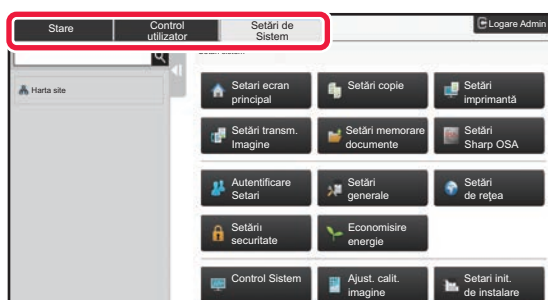 Stare
Control
utilizator
Setări de
Sistem
Logare Admin
Harta site
Setari ecran
principal
Setări copie
Setări
imprimantă
Setări transm.
Imagine
Setări memorare
documente
Setări
Sharp OSA
Autentificare
Setari
Setări
generale
Setări
de reţea
Setării
securitate
Economisire
energie
Control Sistem
Ajust. calit.
imagine
Setari init.
de instalare